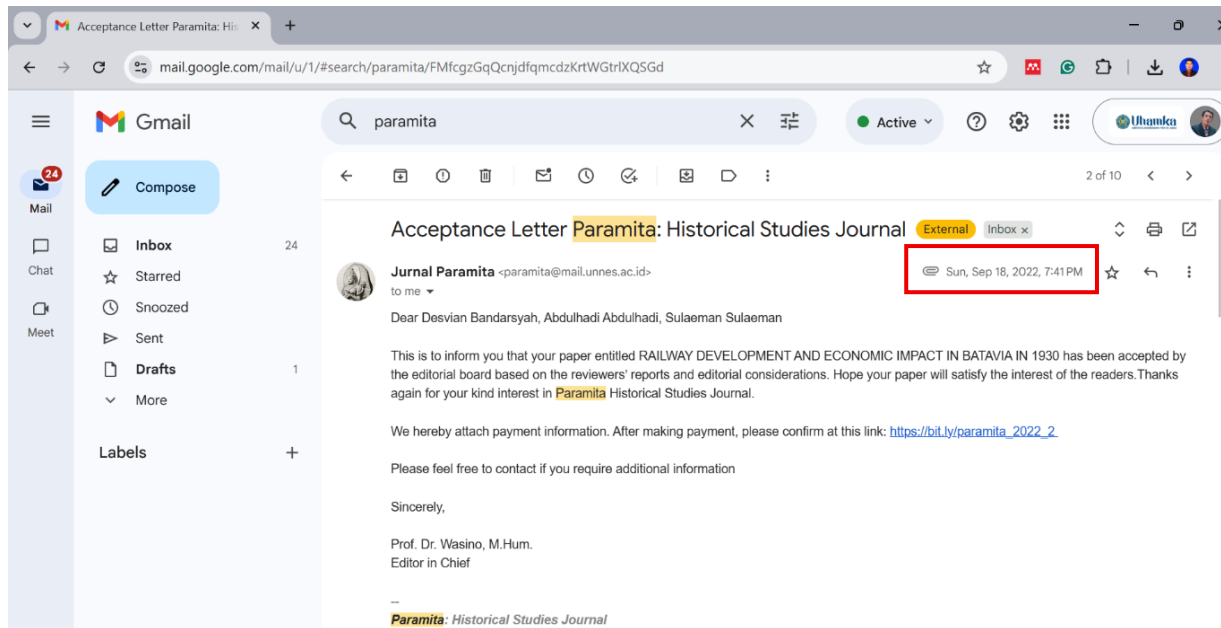 Acceptance Letter Paramita: His
mail.google.com/mail/u/1/#search/paramita/FMfcgzGqQcnjdfqmcdzKrtWGtrlXQSGd
Gmail
paramita
Active
Uhamka
24
Mail
Chat
Meet
Compose
Inbox 24
Starred
Snoozed
Sent
Drafts 1
More
Labels
2 of 10
Acceptance Letter Paramita: Historical Studies Journal External Inbox x
Jurnal Paramita <paramita@mail.unnes.ac.id> Sun, Sep 18, 2022, 7:41 PM
to me
Dear Desvian Bandarsyah, Abdulhadi Abdulhadi, Sulaeman Sulaeman
This is to inform you that your paper entitled RAILWAY DEVELOPMENT AND ECONOMIC IMPACT IN BATAVIA IN 1930 has been accepted by
the editorial board based on the reviewers' reports and editorial considerations. Hope your paper will satisfy the interest of the readers.Thanks
again for your kind interest in Paramita Historical Studies Journal.
We hereby attach payment information. After making payment, please confirm at this link: https://bit.ly/paramita_2022_2
Please feel free to contact if you require additional information
Sincerely,
Prof. Dr. Wasino, M.Hum.
Editor in Chief
--
Paramita: Historical Studies Journal